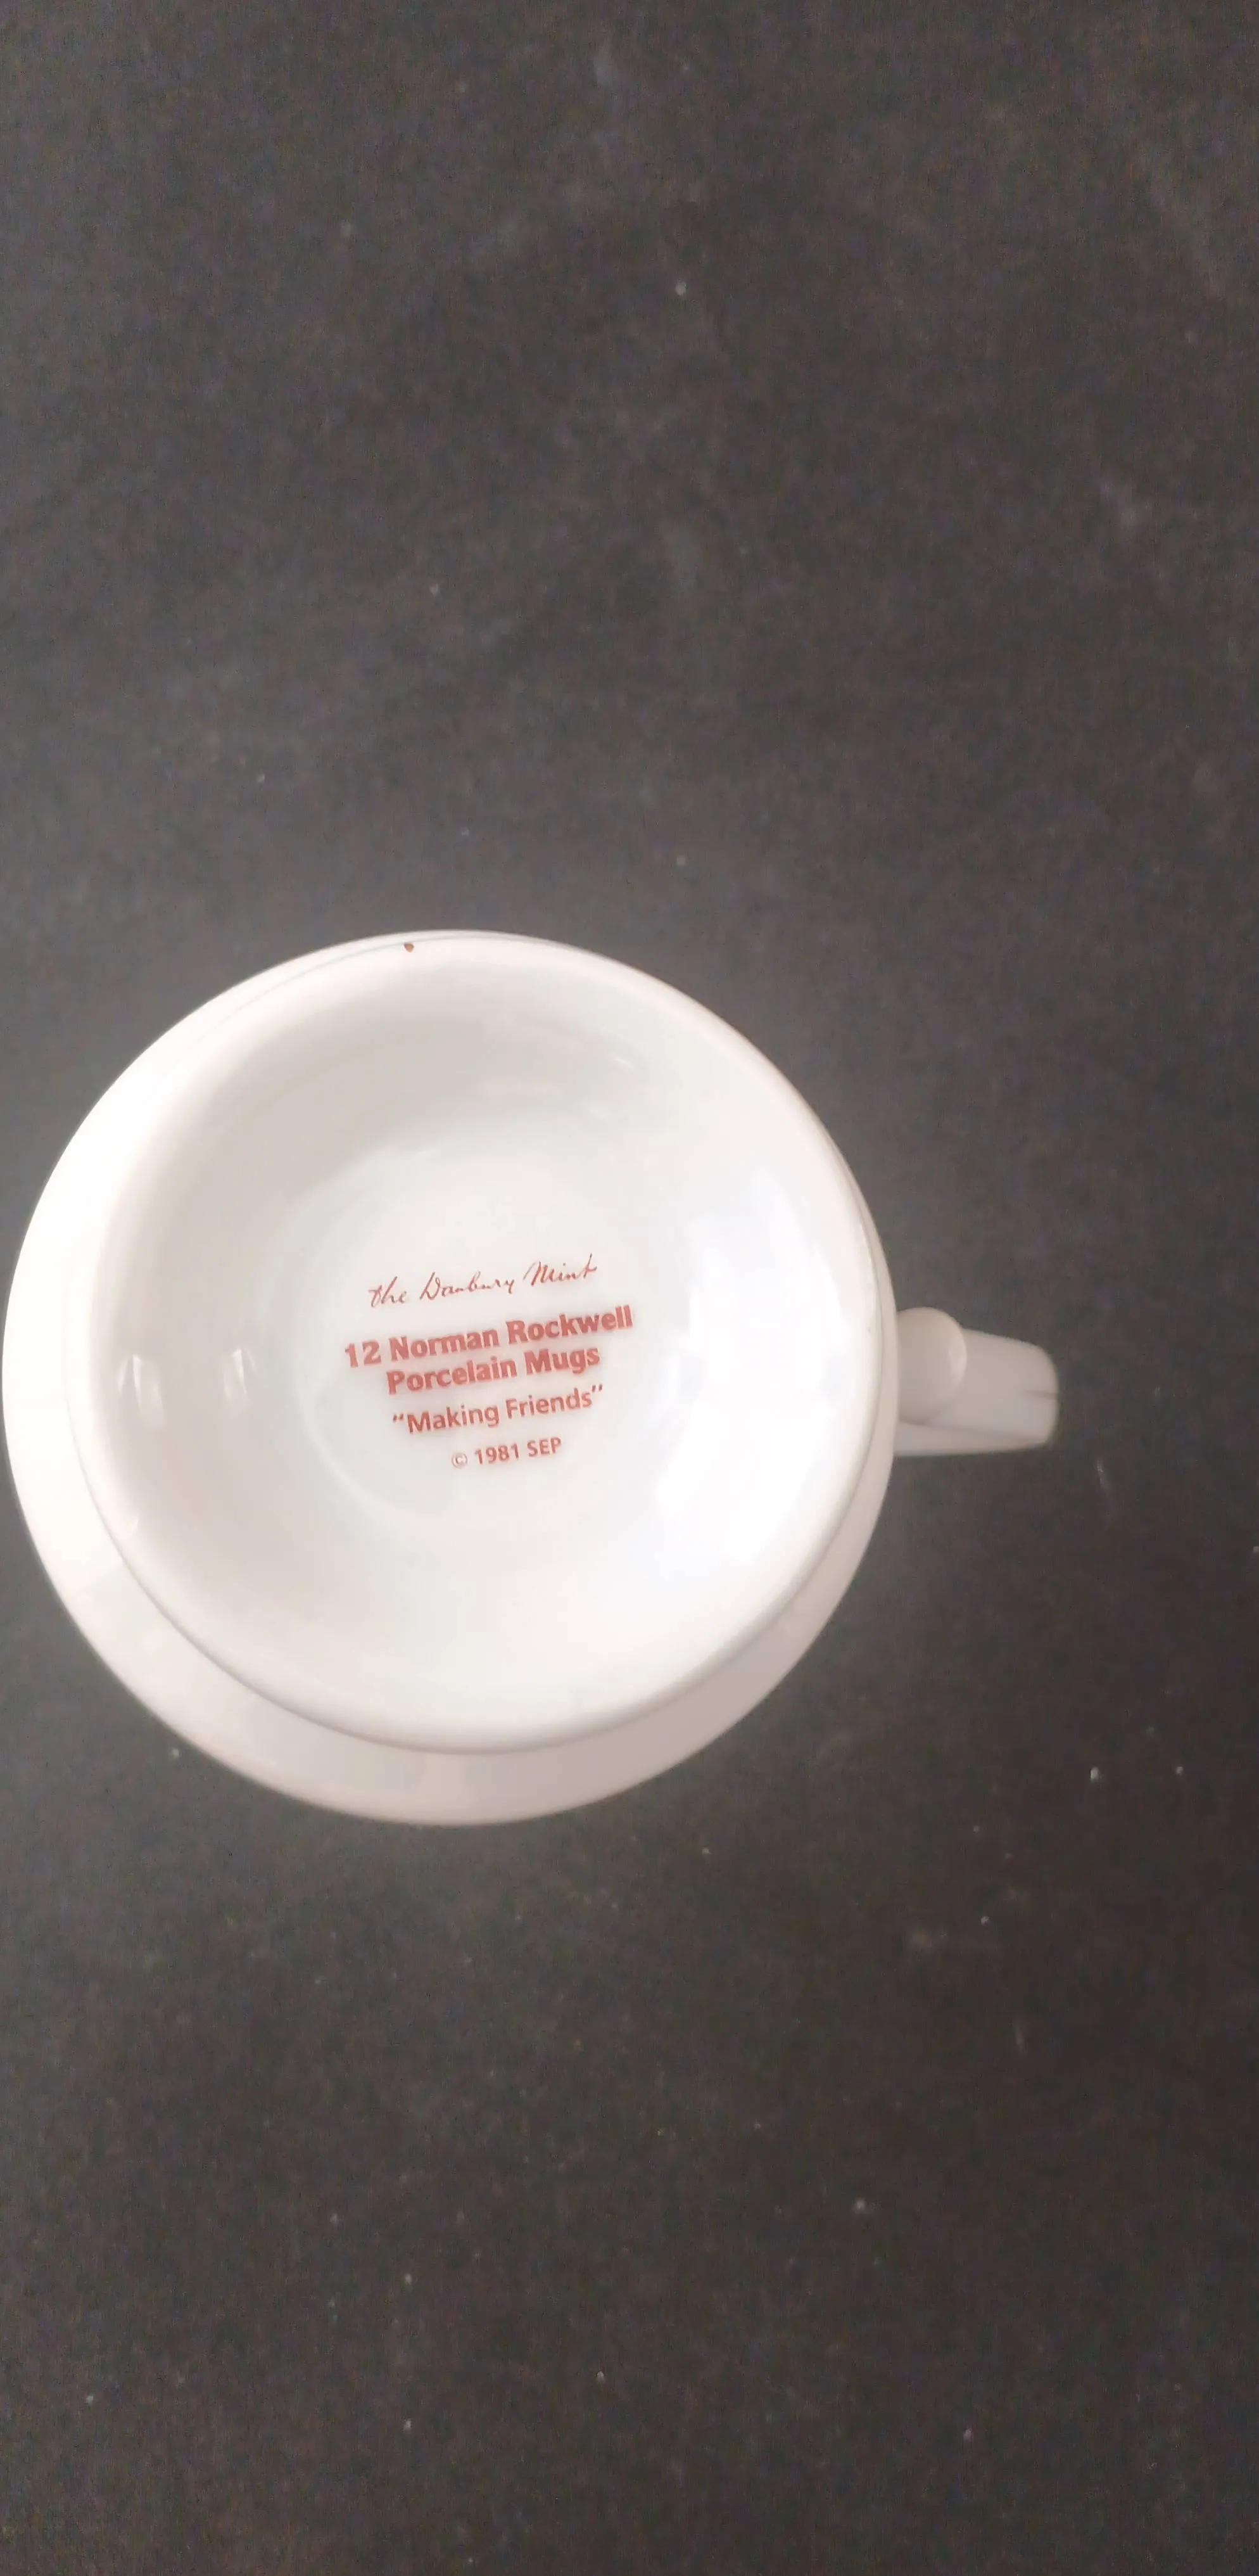 the Danbury Mint
12 Norman Rockwell
Porcelain Mugs
“Making Friends”
© 1981 SEP